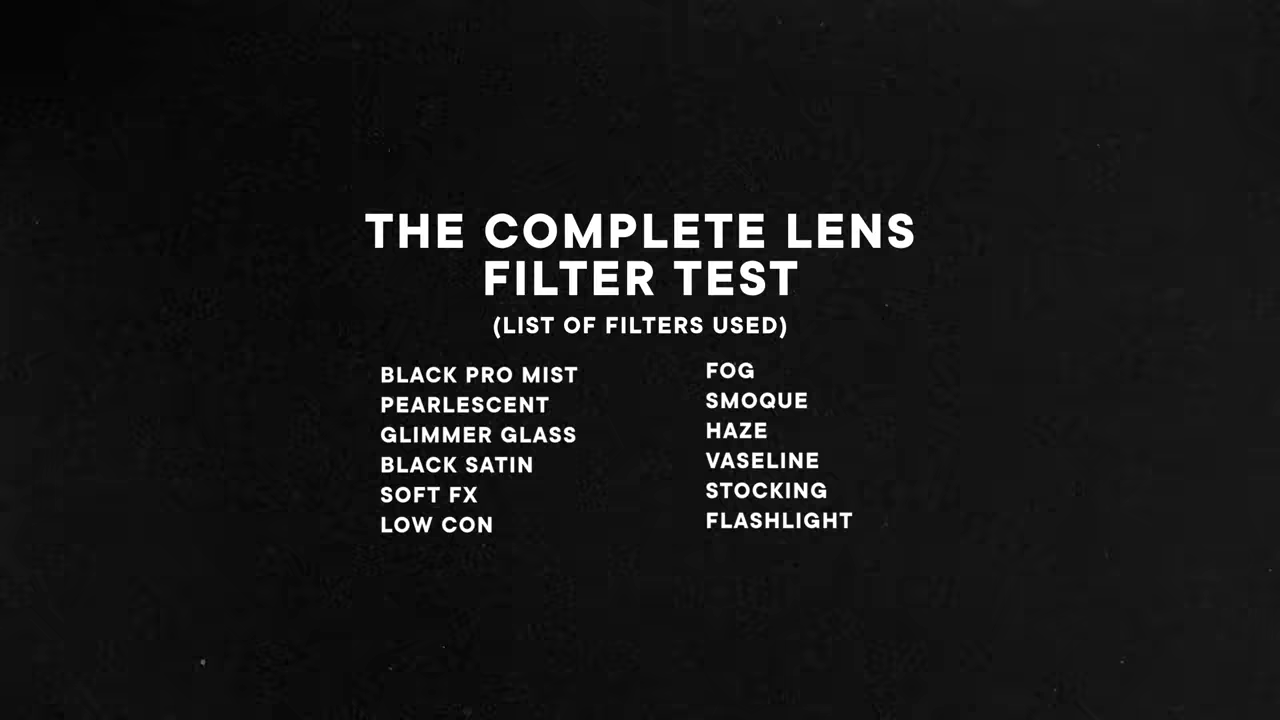 THE COMPLETE LENS
FILTER TEST
(LIST OF FILTERS USED)
BLACK PRO MIST
PEARLESCENT
GLIMMER GLASS
BLACK SATIN
SOFT FX
LOW CON
FOG
SMOQUE
HAZE
VASELINE
STOCKING
FLASHLIGHT